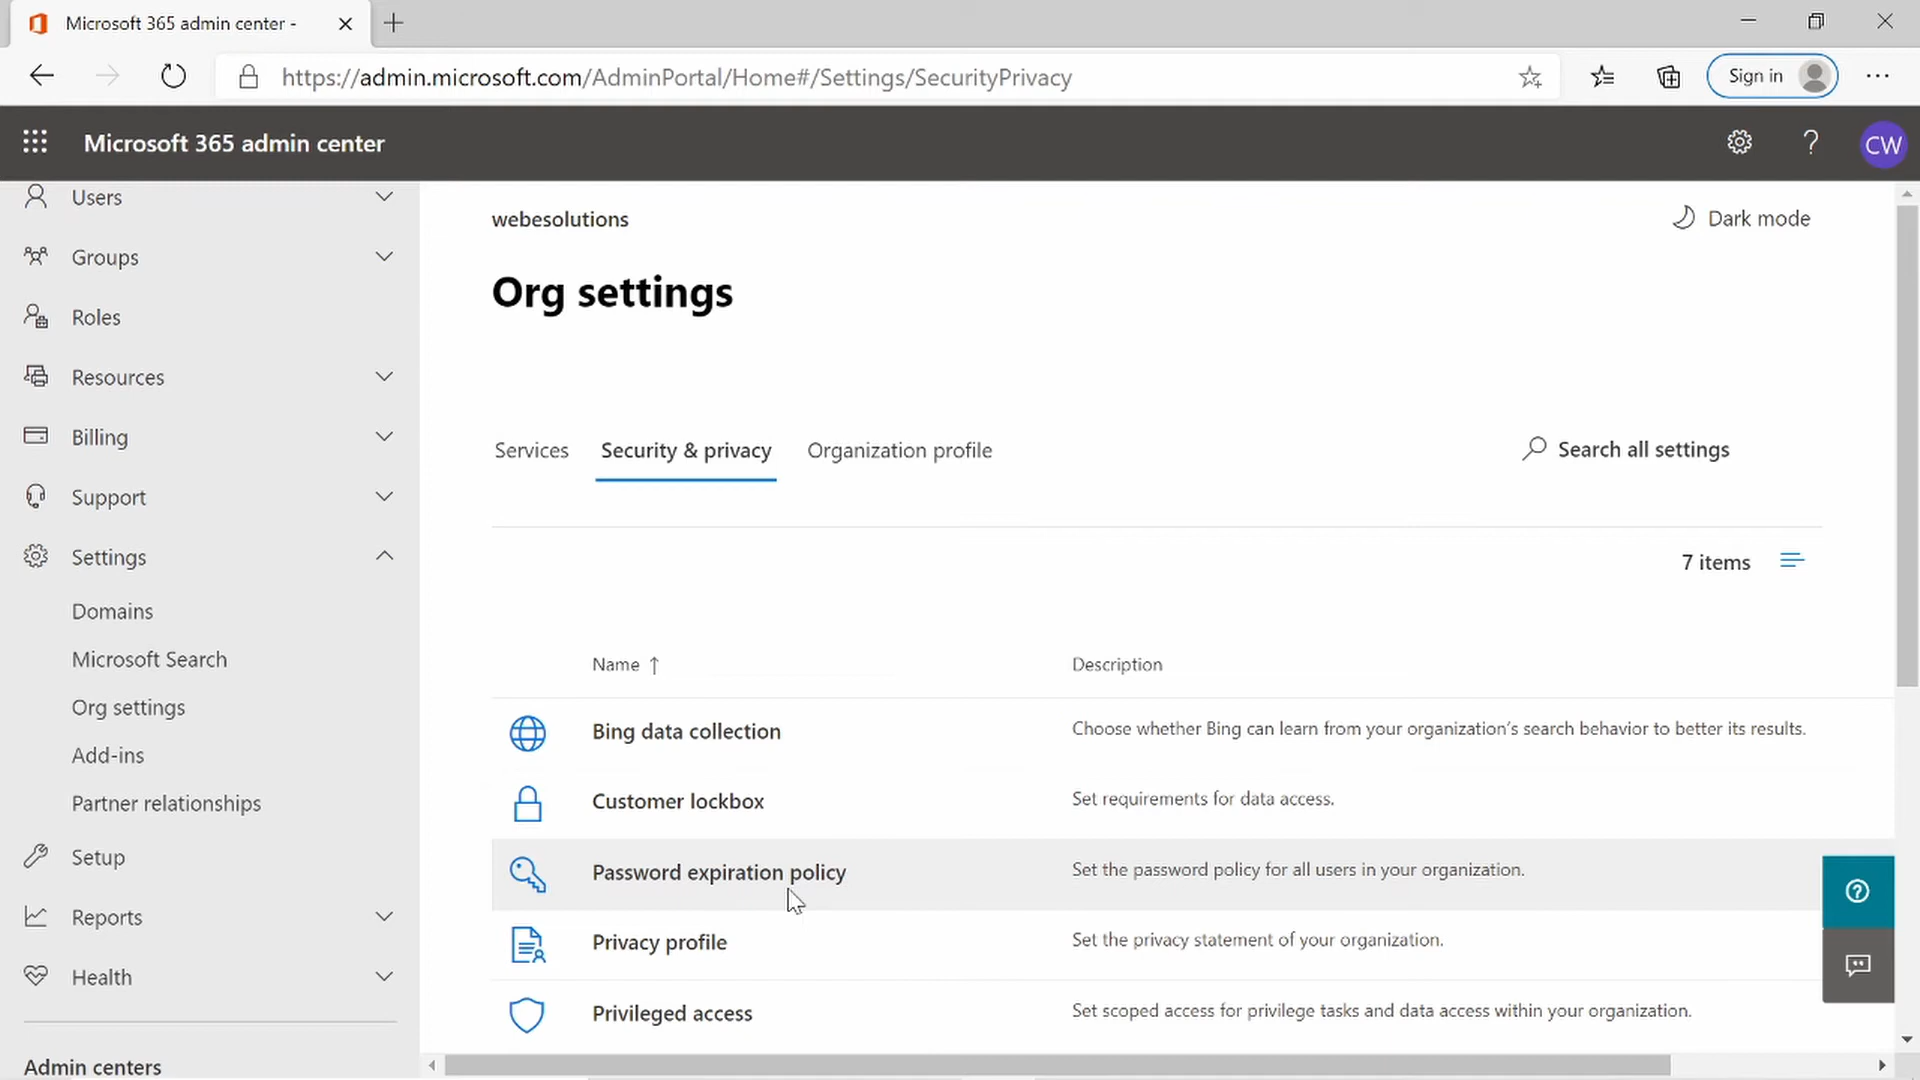 Microsoft 365 admin center -
https://admin.microsoft.com/AdminPortal/Home#/Settings/SecurityPrivacy
Sign in
Microsoft 365 admin center
?
CW
Users
Groups
Roles
Resources
Billing
Support
Settings
Domains
Microsoft Search
Org settings
Add-ins
Partner relationships
Setup
Reports
Health
Admin centers
webesolutions
Dark mode
Org settings
Services
Security & privacy
Organization profile
Search all settings
7 items
Name ↑
Description
Bing data collection
Choose whether Bing can learn from your organization's search behavior to better its results.
Customer lockbox
Set requirements for data access.
Password expiration policy
Set the password policy for all users in your organization.
Privacy profile
Set the privacy statement of your organization.
Privileged access
Set scoped access for privilege tasks and data access within your organization.